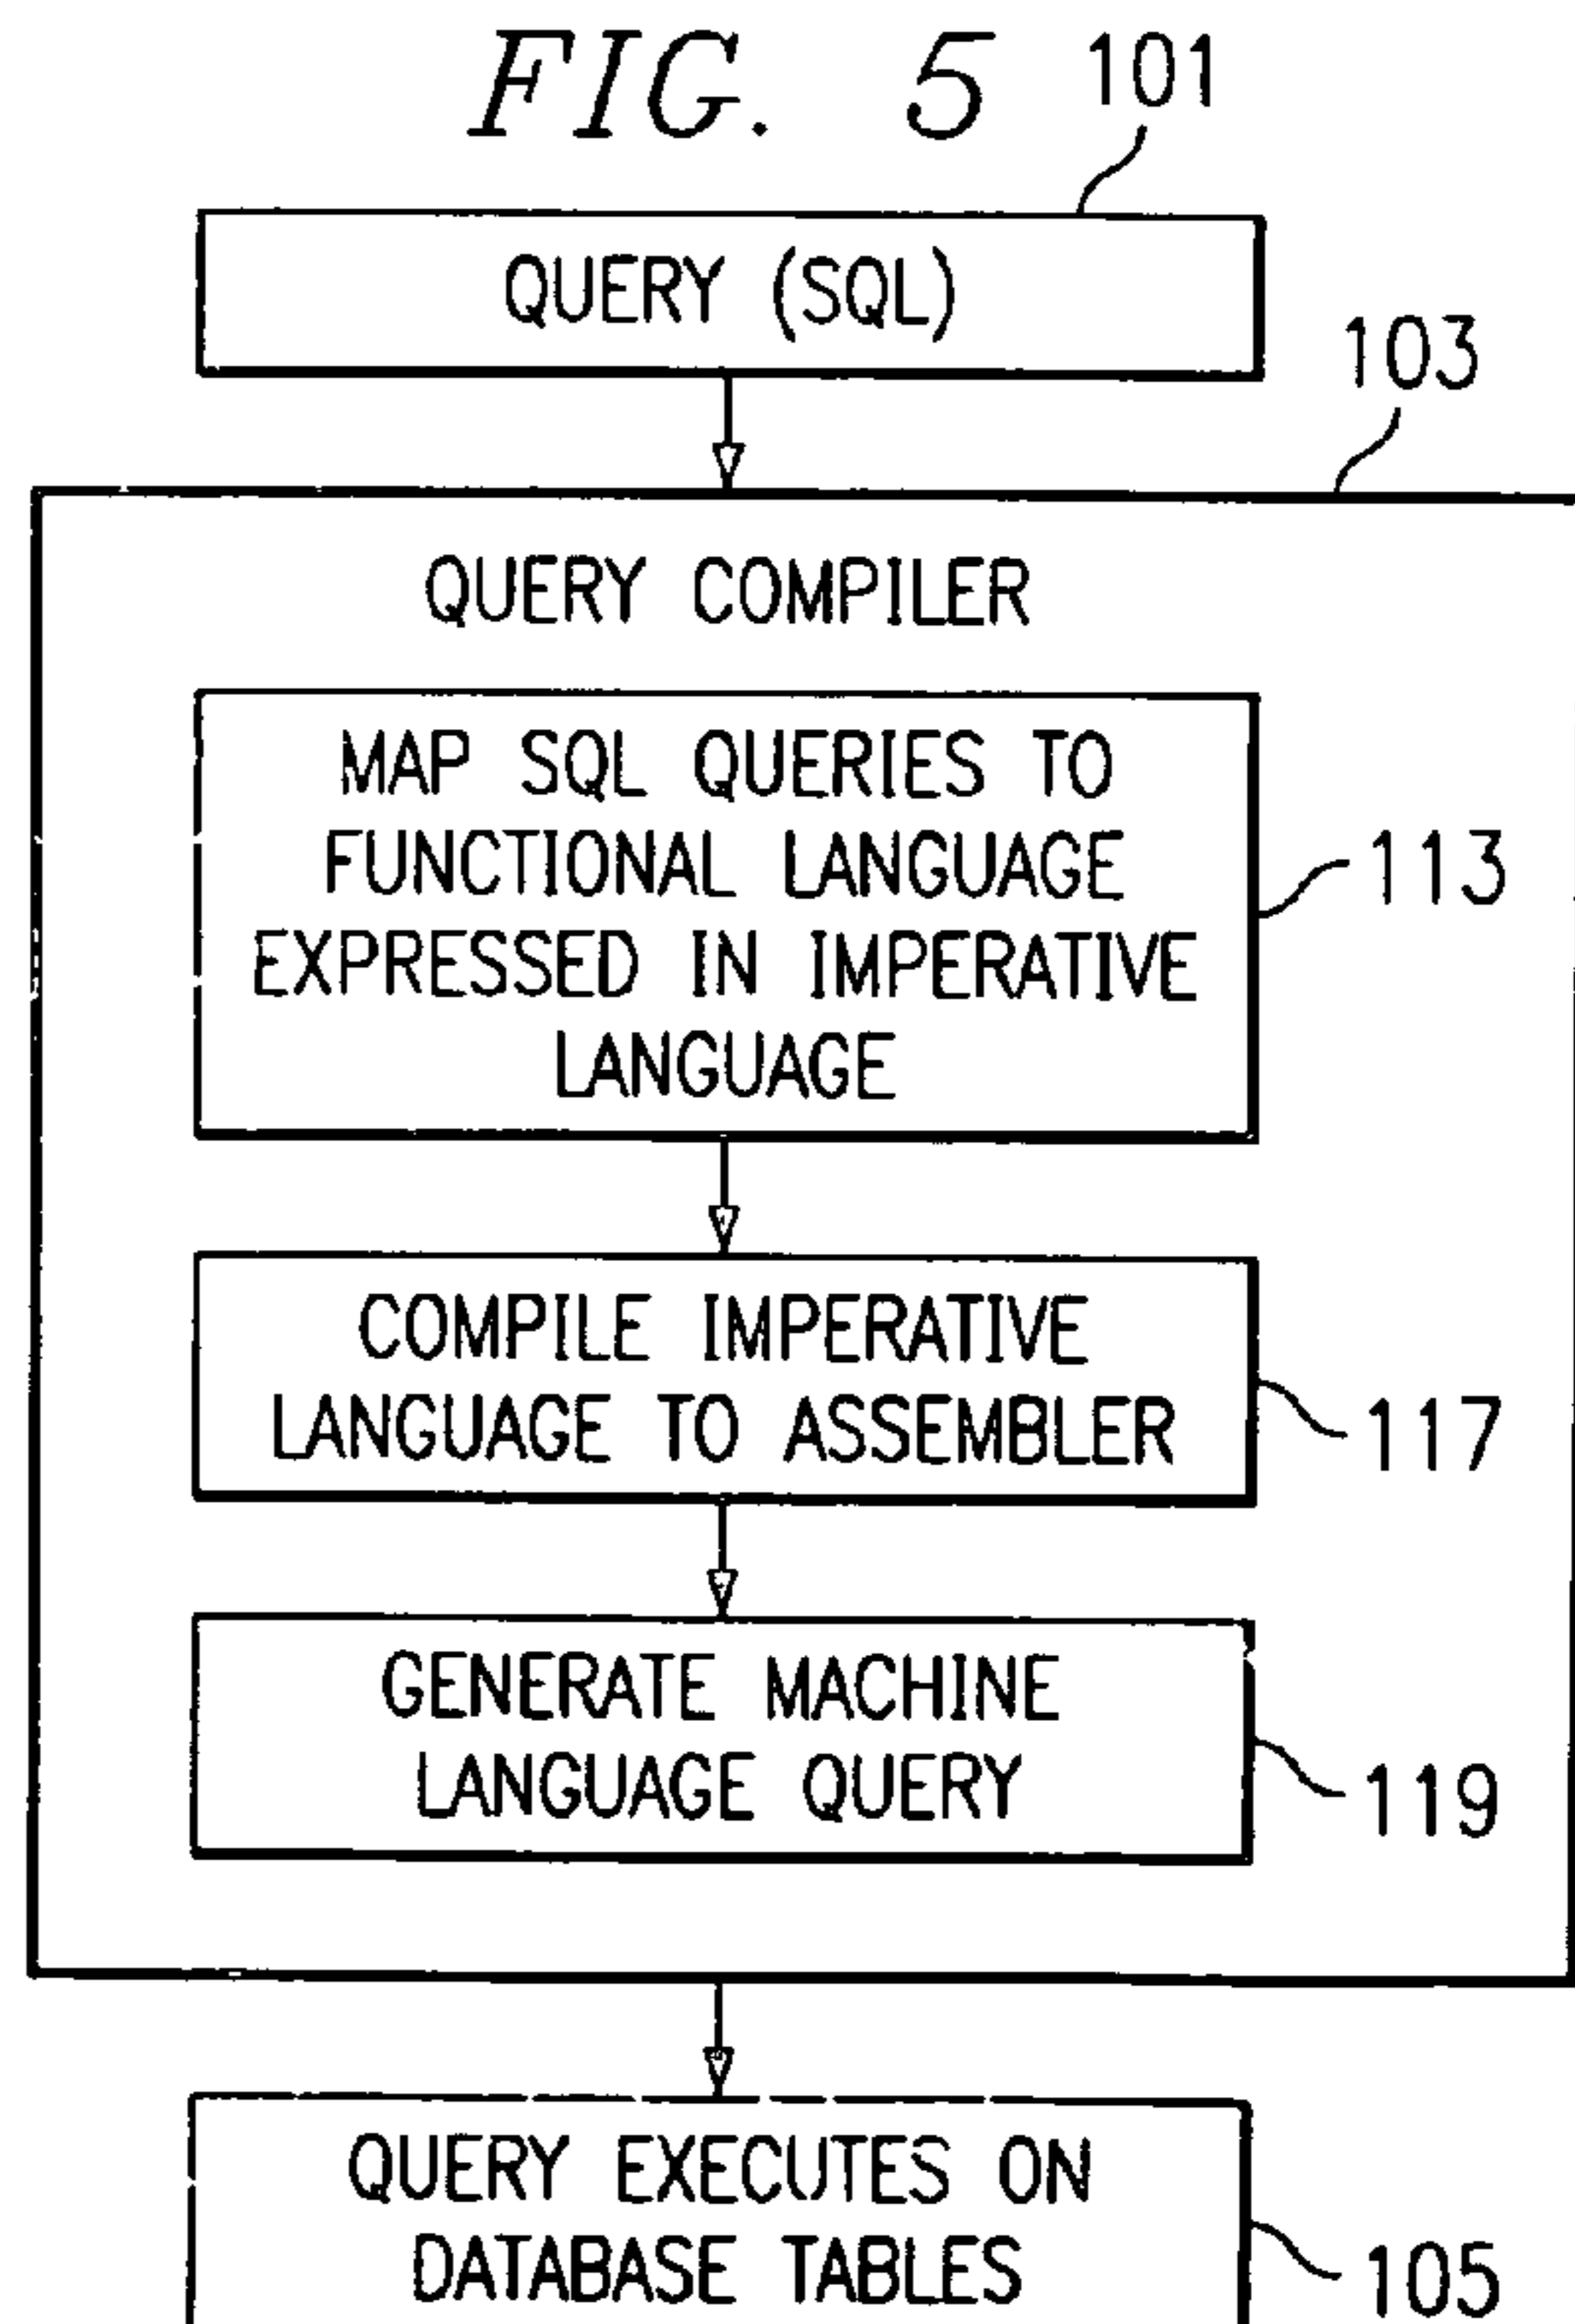 FIG. 5
101
QUERY (SQL)
103
QUERY COMPILER
MAP SQL QUERIES TO
FUNCTIONAL LANGUAGE
EXPRESSED IN IMPERATIVE
LANGUAGE
113
COMPILE IMPERATIVE
LANGUAGE TO ASSEMBLER
117
GENERATE MACHINE
LANGUAGE QUERY
119
QUERY EXECUTES ON
DATABASE TABLES
105